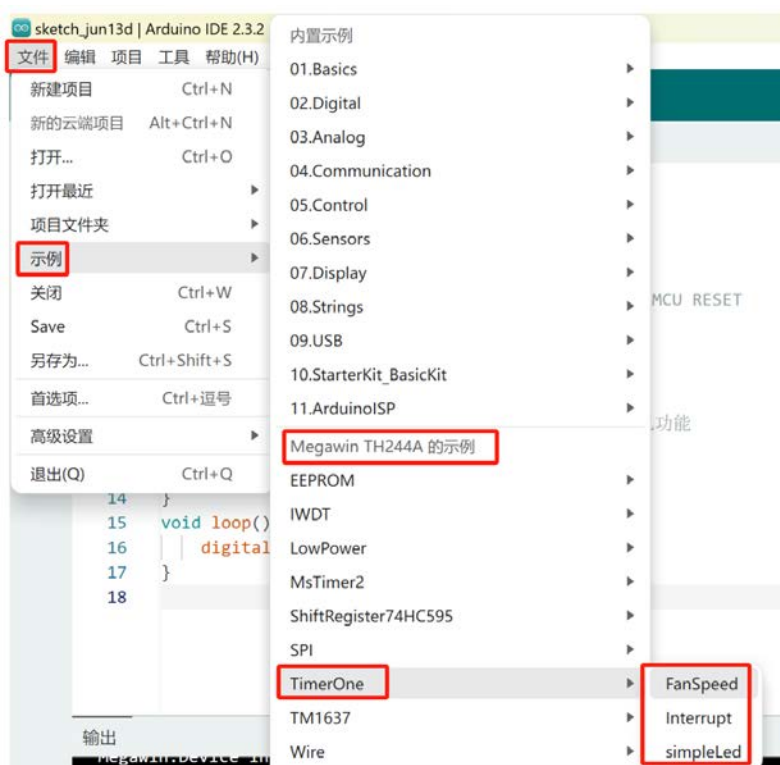 sketch_jun13d | Arduino IDE 2.3.2
文件 编辑 项目 工具 帮助(H)
新建项目 Ctrl+N
新的云端项目 Alt+Ctrl+N
打开... Ctrl+O
打开最近
项目文件夹
示例
关闭 Ctrl+W
Save Ctrl+S
另存为... Ctrl+Shift+S
首选项... Ctrl+逗号
高级设置
退出(Q) Ctrl+Q
内置示例
01.Basics
02.Digital
03.Analog
04.Communication
05.Control
06.Sensors
07.Display
08.Strings
09.USB
10.StarterKit_BasicKit
11.ArduinoISP
Megawin TH244A 的示例
EEPROM
IWDT
LowPower
MsTimer2
ShiftRegister74HC595
SPI
TimerOne
TM1637
Wire
FanSpeed
Interrupt
simpleLed
MCU RESET
功能
14 }
15 void loop()
16 digital
17 }
18
输出